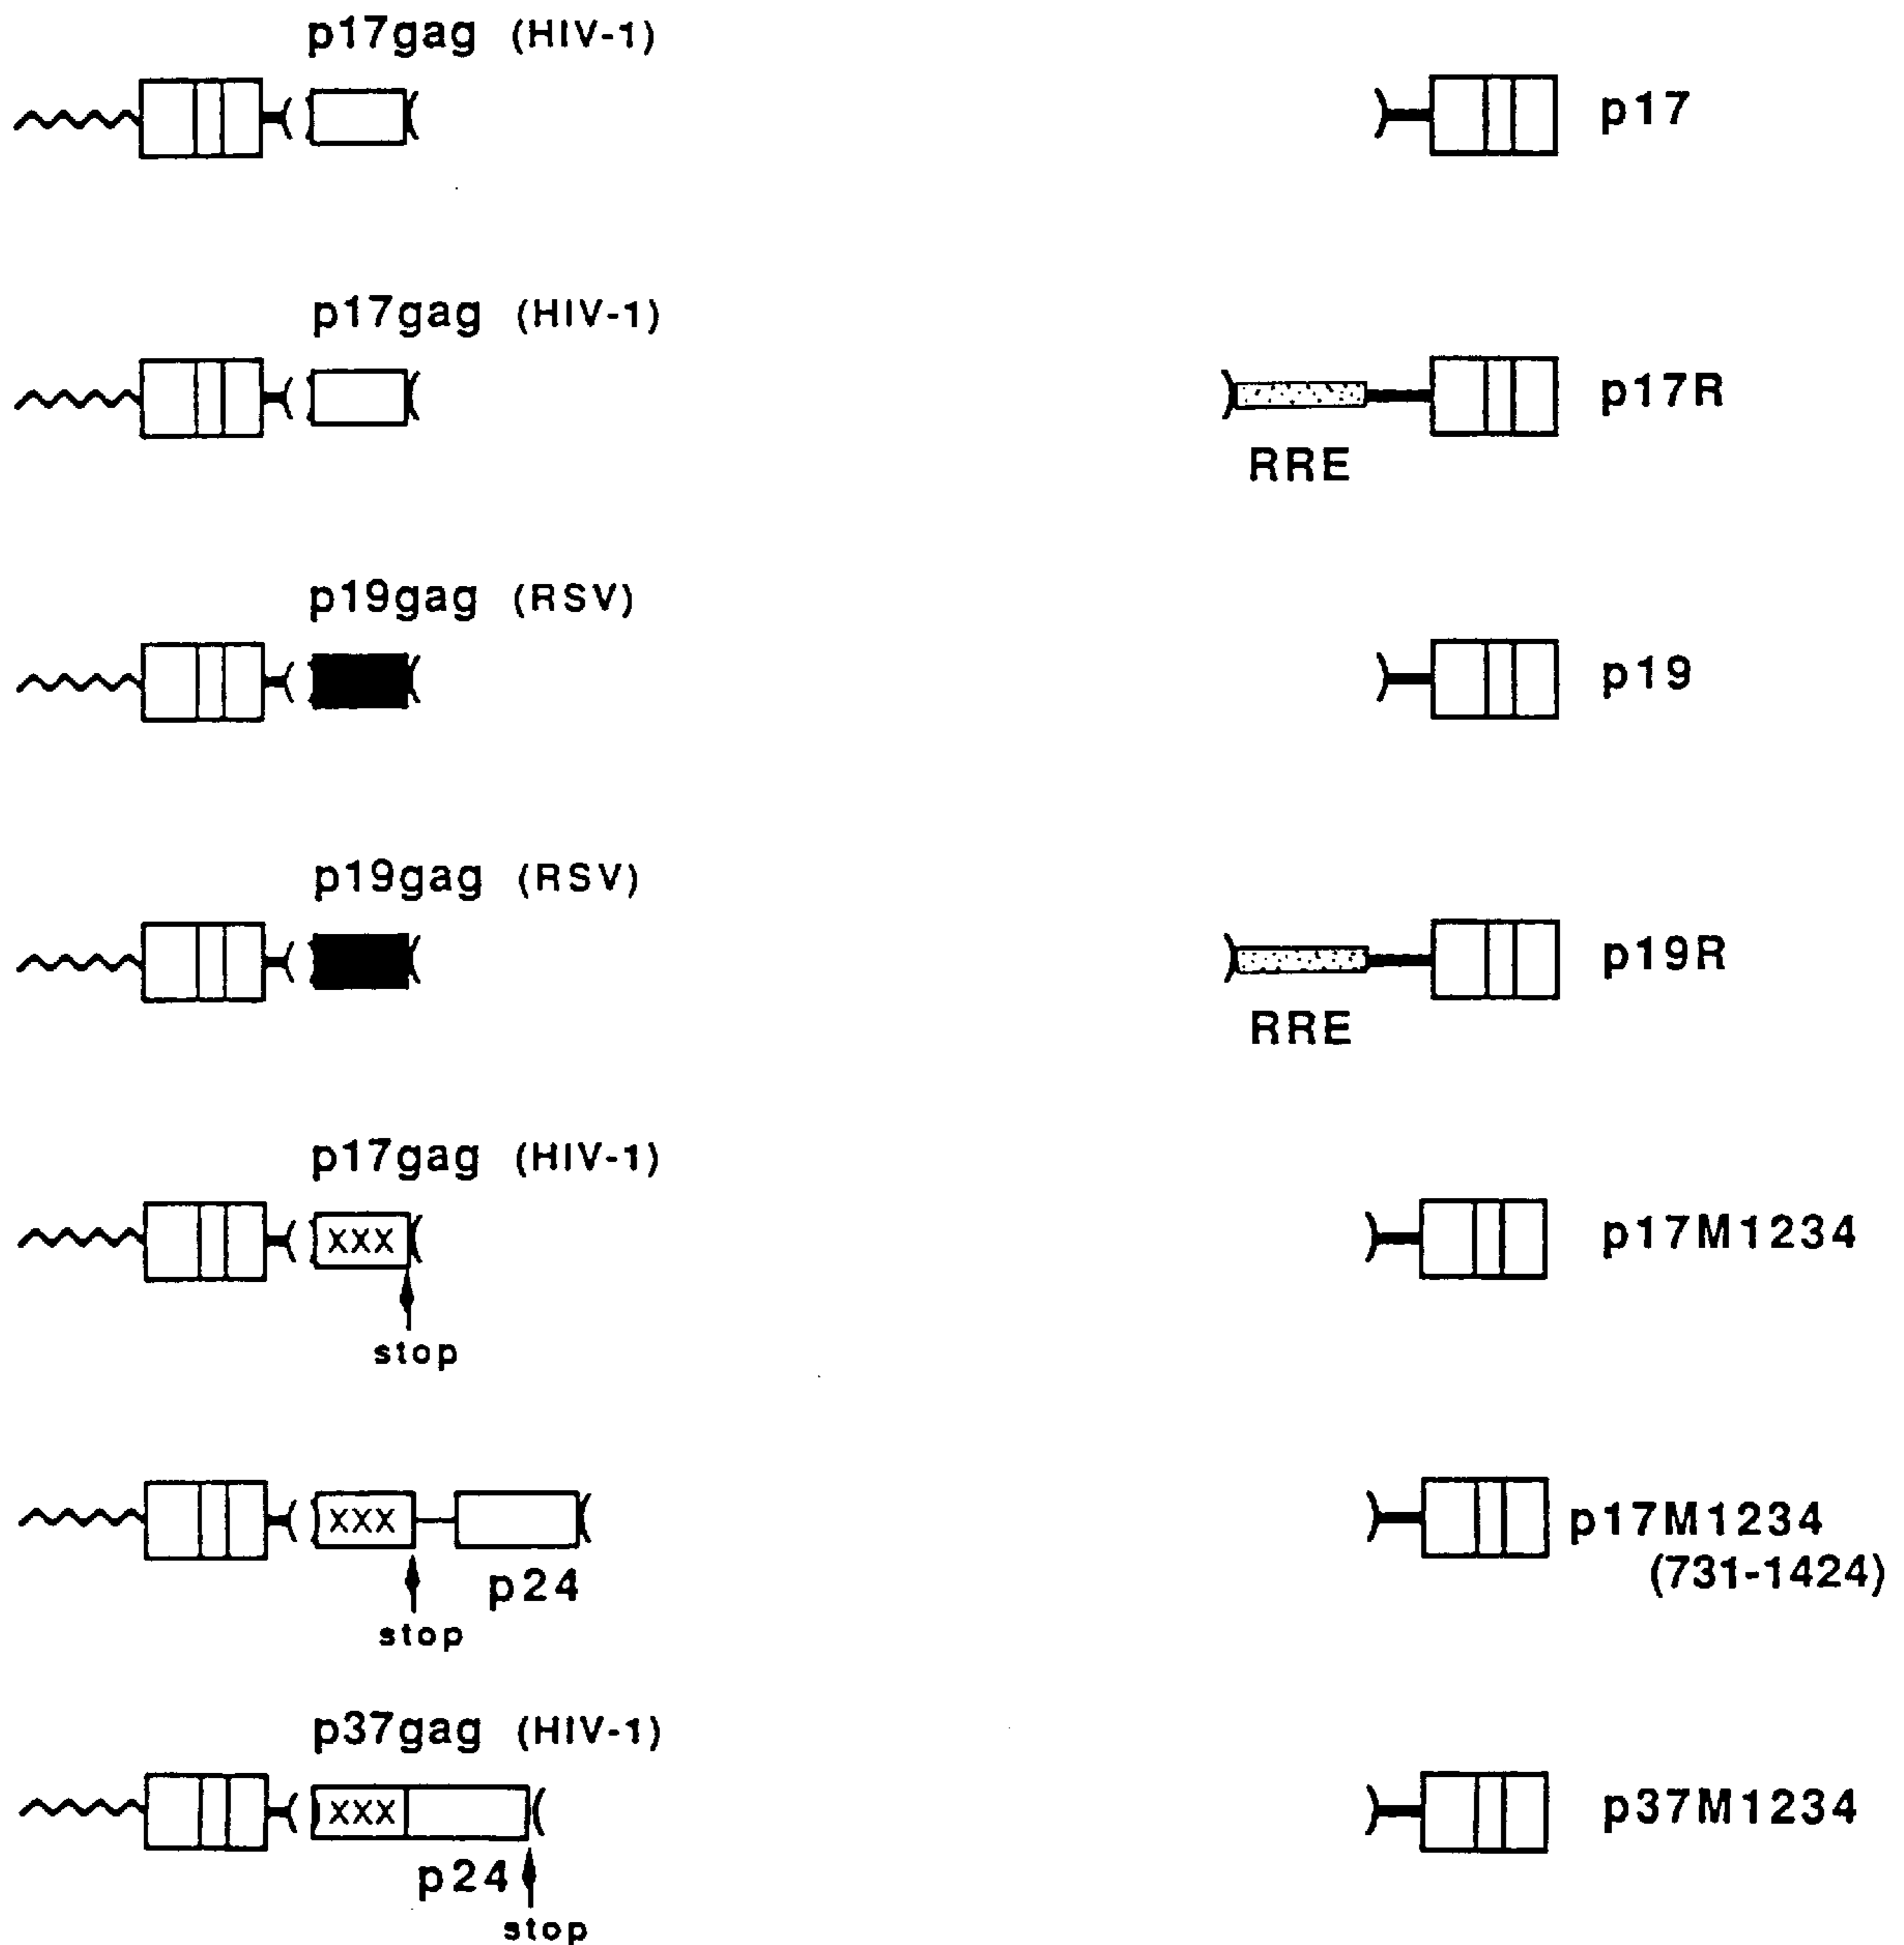 p17gag (HIV-1)
p17
p17gag (HIV-1)
p17R
RRE
p19gag (RSV)
p19
p19gag (RSV)
p19R
RRE
p17gag (HIV-1)
xxx
p17M1234
stop
xxx
p17M1234
(731-1424)
p24
stop
p37gag (HIV-1)
xxx
p37M1234
p24
stop